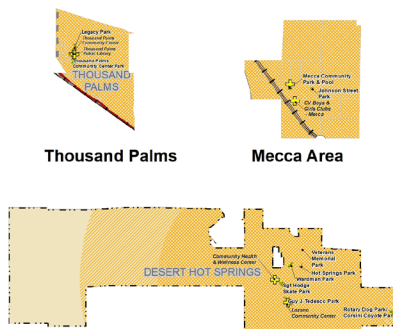 Legacy Park
Thousand Palms
Community Center
Thousand Palms
Public Library
Thousand Palms
Community Center Park
THOUSAND
PALMS
Mecca Community
Park & Pool
Johnson Street
Park
CV Boys &
Girls Clubs
- Mecca
Thousand Palms
Mecca Area
Community Health
& Wellness Center
DESERT HOT SPRINGS
Veterans
Memorial
Park
Hot Springs Park
Wardman Park
Sgt Hodge
Skate Park
Guy J. Tedesco Park
Lozano
Community Center
Rotary Dog Park
Corsini Coyote Park